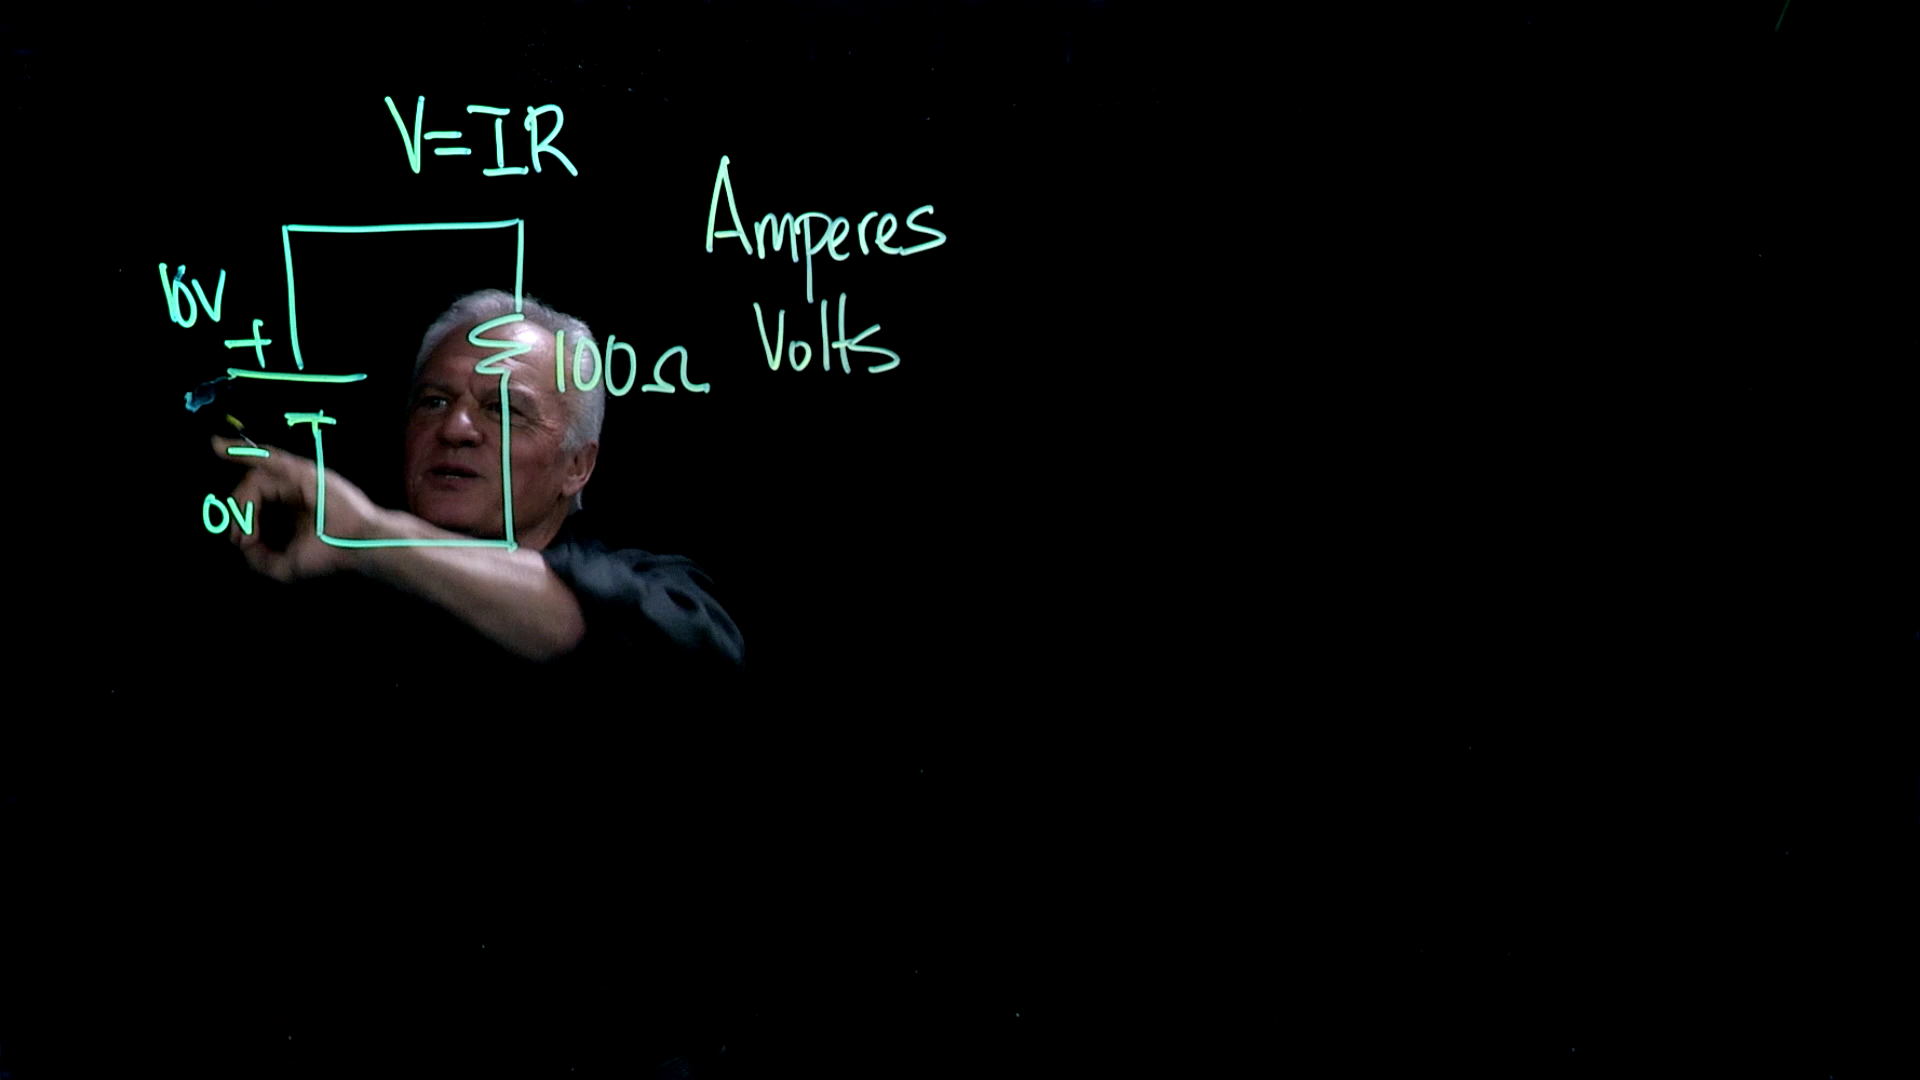 V=IR
Amperes
10V
+
100Ω
Volts
-
0V